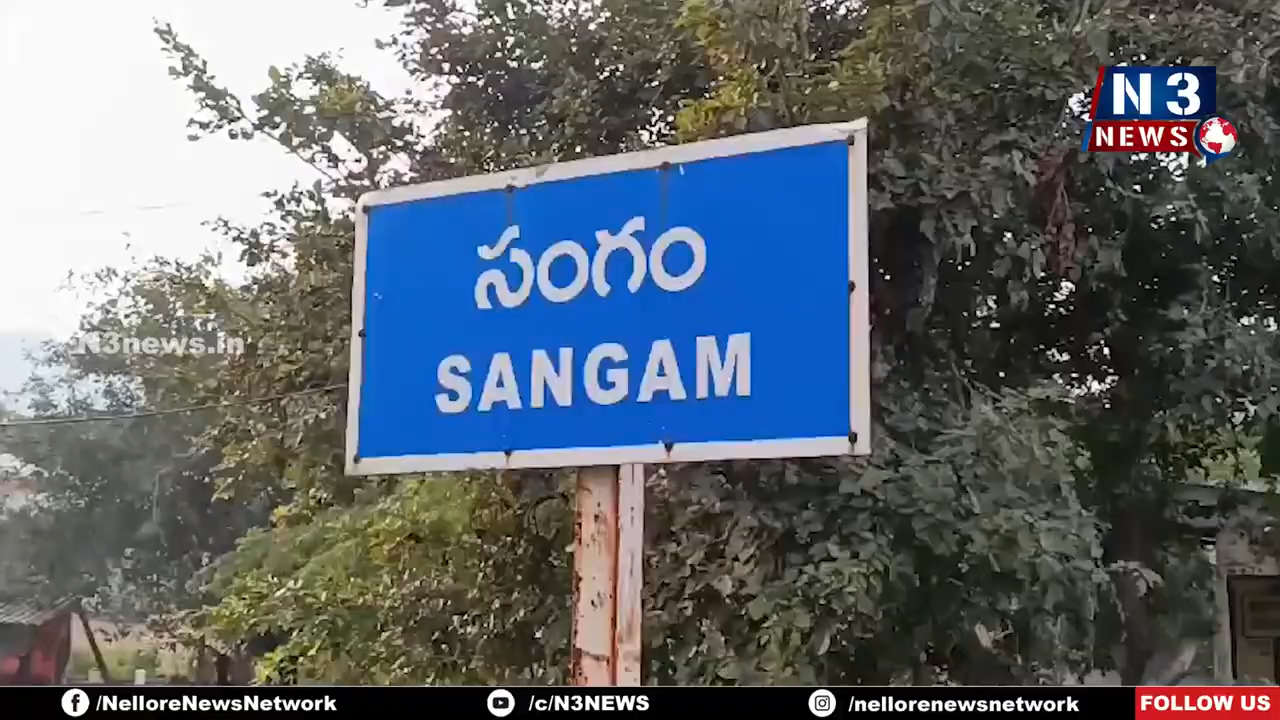 N3
NEWS
సంగం
SANGAM
N3news.in
/NelloreNewsNetwork
/c/N3NEWS
/nellorenewsnetwork
FOLLOW US